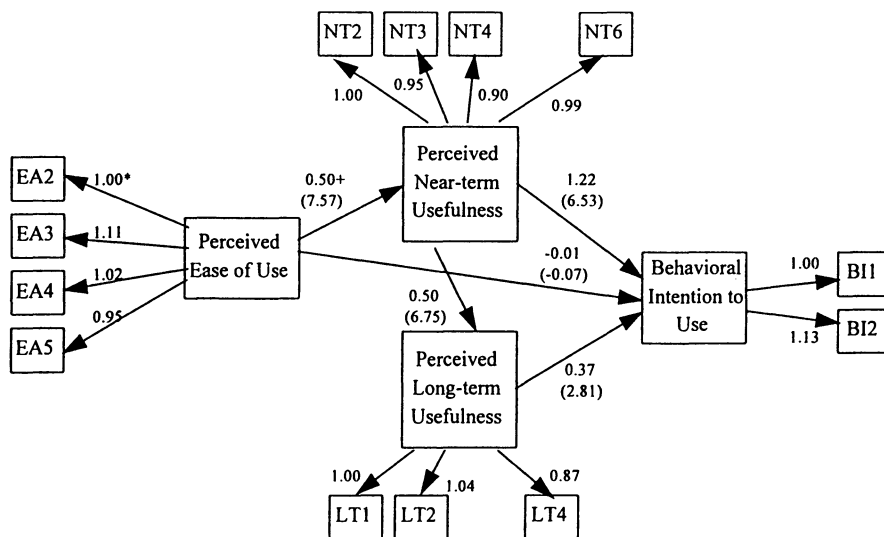 NT2
NT3
NT4
NT6
1.00
0.95
0.90
0.99
EA2
EA3
EA4
EA5
1.00*
1.11
1.02
0.95
Perceived
Ease of Use
0.50+
(7.57)
Perceived
Near-term
Usefulness
1.22
(6.53)
-0.01
(-0.07)
0.50
(6.75)
Perceived
Long-term
Usefulness
0.37
(2.81)
Behavioral
Intention to
Use
1.00
1.13
BI1
BI2
1.00
1.04
0.87
LT1
LT2
LT4